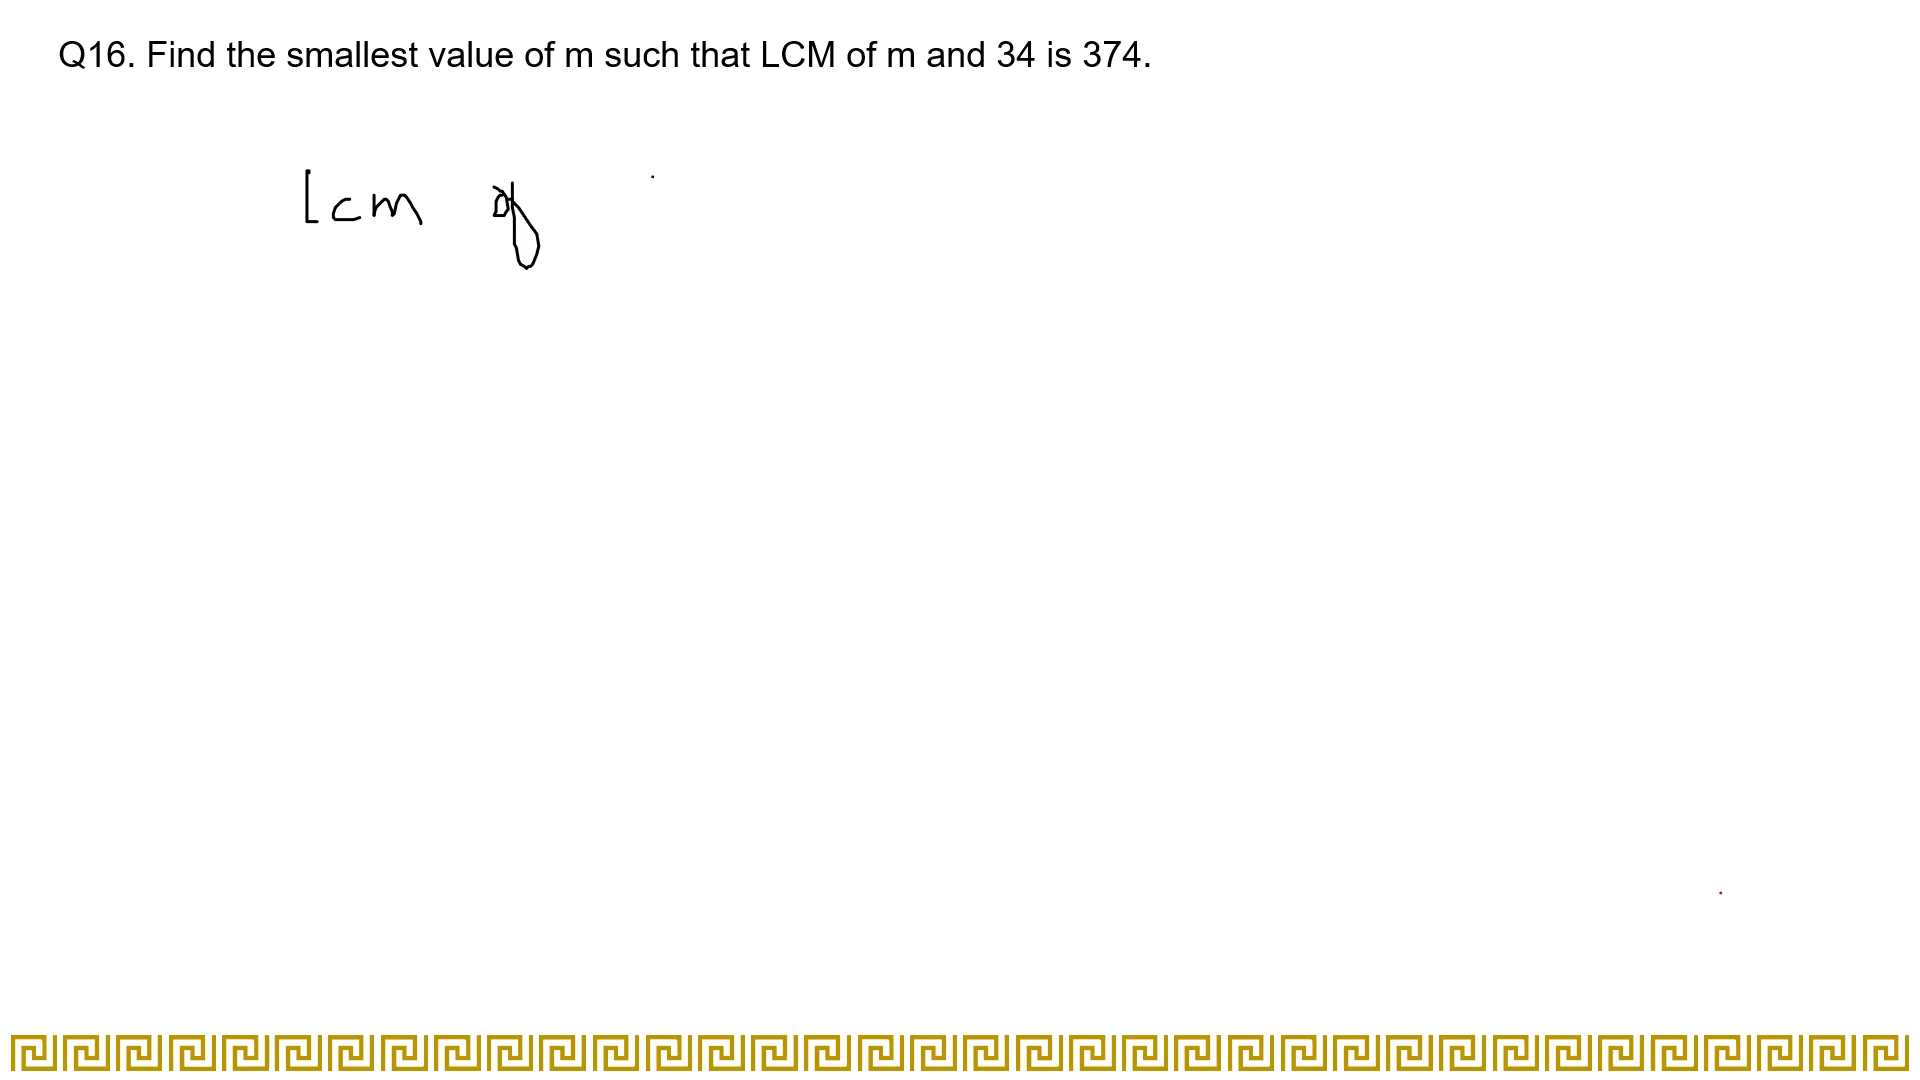 Q16. Find the smallest value of m such that LCM of m and 34 is 374.
lcm of